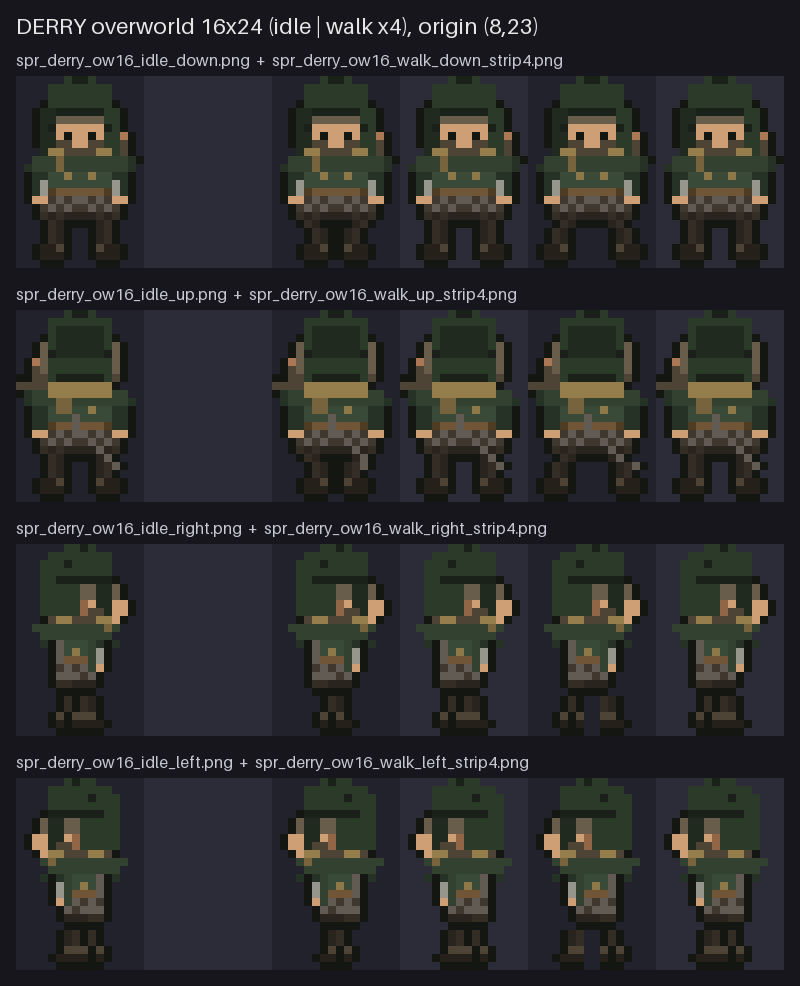 DERRY overworld 16x24 (idle | walk x4), origin (8,23)
spr_derry_ow16_idle_down.png + spr_derry_ow16_walk_down_strip4.png
spr_derry_ow16_idle_up.png + spr_derry_ow16_walk_up_strip4.png
spr_derry_ow16_idle_right.png + spr_derry_ow16_walk_right_strip4.png
spr_derry_ow16_idle_left.png + spr_derry_ow16_walk_left_strip4.png